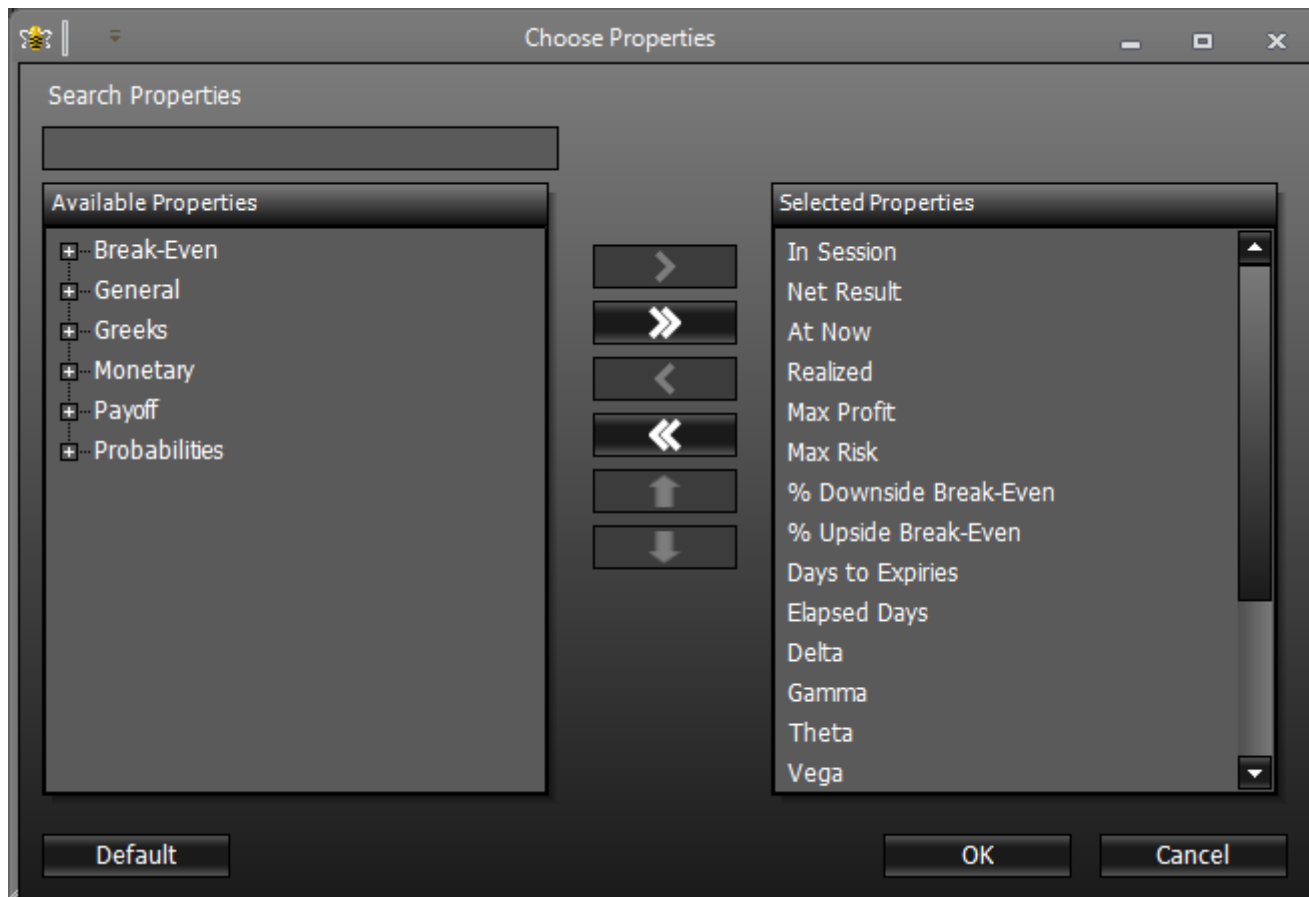 Choose Properties
Search Properties
Available Properties
Break-Even
General
Greeks
Monetary
Payoff
Probabilities
Selected Properties
In Session
Net Result
At Now
Realized
Max Profit
Max Risk
% Downside Break-Even
% Upside Break-Even
Days to Expiries
Elapsed Days
Delta
Gamma
Theta
Vega
Default
OK
Cancel